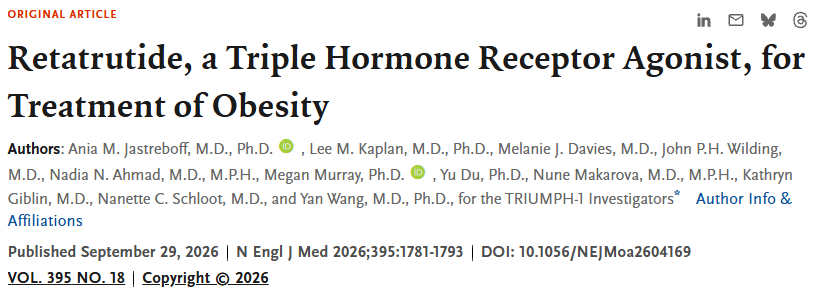 ORIGINAL ARTICLE
Retatrutide, a Triple Hormone Receptor Agonist, for
Treatment of Obesity
Authors: Ania M. Jastreboff, M.D., Ph.D. iD , Lee M. Kaplan, M.D., Ph.D., Melanie J. Davies, M.D., John P.H. Wilding,
M.D., Nadia N. Ahmad, M.D., M.P.H., Megan Murray, Ph.D. iD , Yu Du, Ph.D., Nune Makarova, M.D., M.P.H., Kathryn
Giblin, M.D., Nanette C. Schloot, M.D., and Yan Wang, M.D., Ph.D., for the TRIUMPH-1 Investigators* Author Info &
Affiliations
Published September 29, 2026 | N Engl J Med 2026;395:1781-1793 | DOI: 10.1056/NEJMoa2604169
VOL. 395 NO. 18 | Copyright © 2026